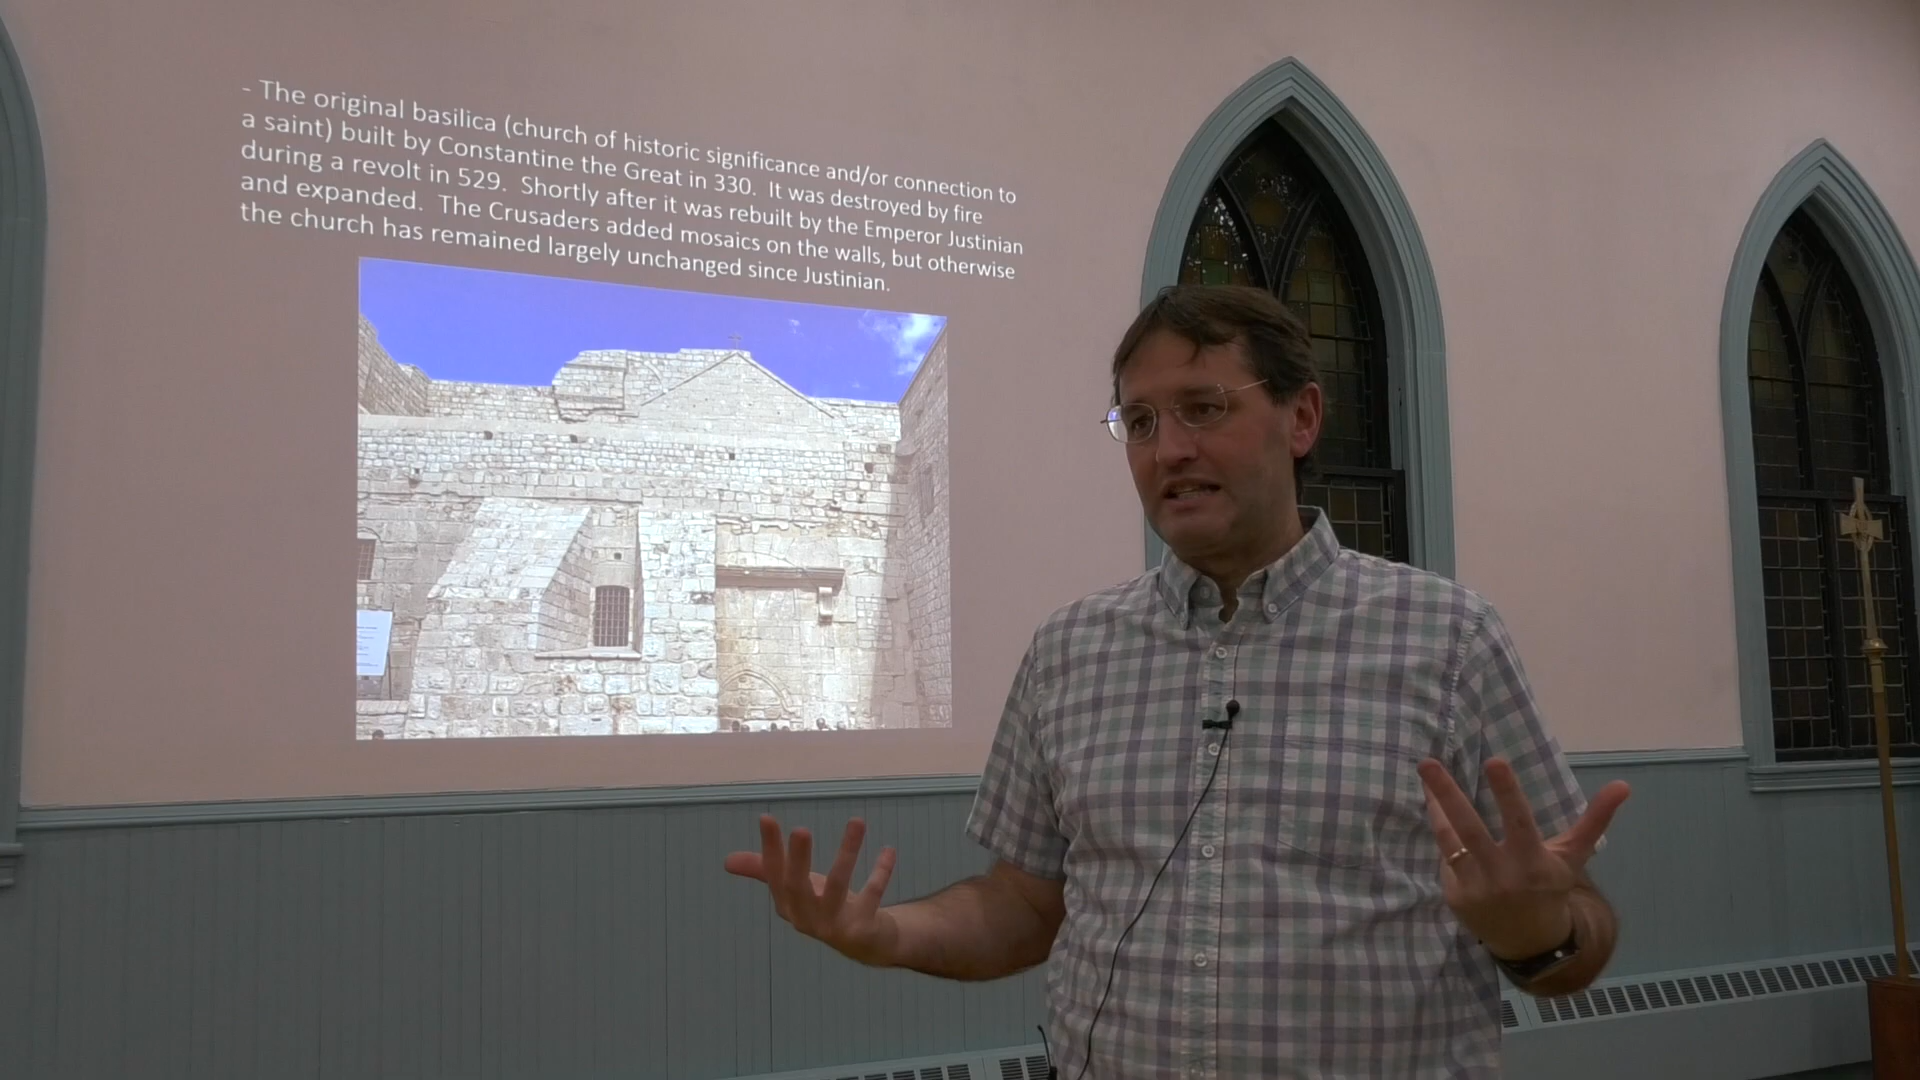 - The original basilica (church of historic significance and/or connection to
a saint) built by Constantine the Great in 330.  It was destroyed by fire
during a revolt in 529.  Shortly after it was rebuilt by the Emperor Justinian
and expanded.  The Crusaders added mosaics on the walls, but otherwise
the church has remained largely unchanged since Justinian.